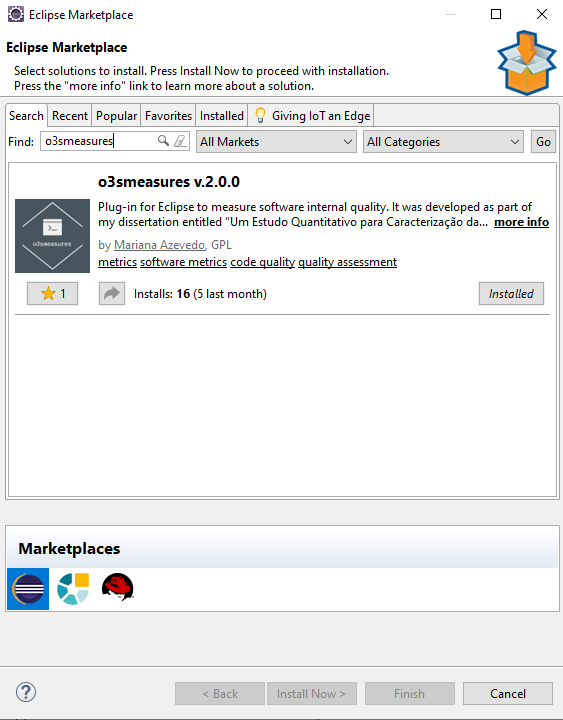 Eclipse Marketplace
Eclipse Marketplace
Select solutions to install. Press Install Now to proceed with installation.
Press the "more info" link to learn more about a solution.
Search Recent Popular Favorites Installed Giving IoT an Edge
Find: o3smeasures All Markets All Categories Go
o3smeasures v.2.0.0
Plug-in for Eclipse to measure software internal quality. It was developed as part of
my dissertation entitled "Um Estudo Quantitativo para Caracterização da... more info
o3smeasures
by Mariana Azevedo, GPL
metrics software metrics code quality quality assessment
1 Installs: 16 (5 last month) Installed
Marketplaces
? < Back Install Now > Finish Cancel